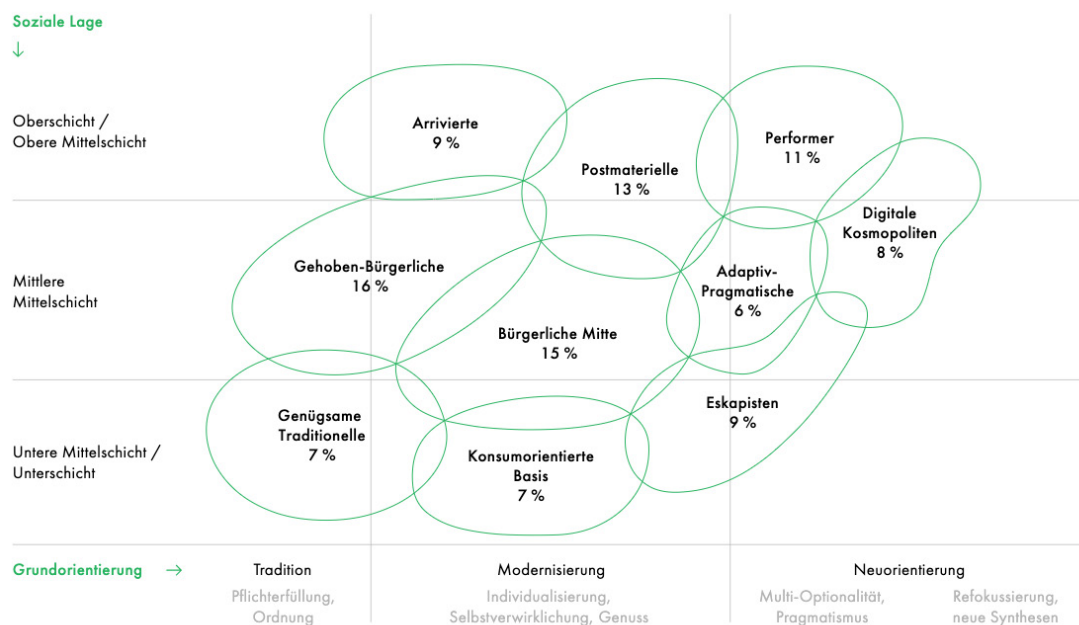 Soziale Lage
↓
Oberschicht /
Obere Mittelschicht
Arrivierte
9 %
Postmaterielle
13 %
Performer
11 %
Digitale
Kosmopoliten
8 %
Mittlere
Mittelschicht
Gehoben-Bürgerliche
16 %
Adaptiv-
Pragmatische
6 %
Bürgerliche Mitte
15 %
Untere Mittelschicht /
Unterschicht
Genügsame
Traditionelle
7 %
Konsumorientierte
Basis
7 %
Eskapisten
9 %
Grundorientierung →
Tradition
Pflichterfüllung,
Ordnung
Modernisierung
Individualisierung,
Selbstverwirklichung, Genuss
Neuorientierung
Multi-Optionalität,
Pragmatismus
Refokussierung,
neue Synthesen